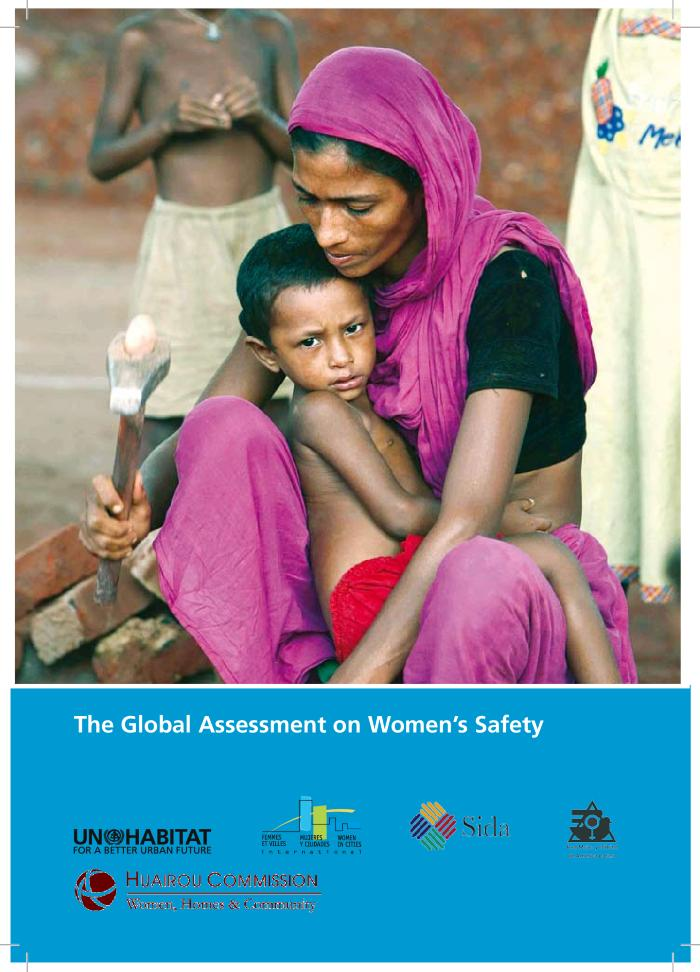 Me
The Global Assessment on Women's Safety
UN HABITAT
FOR A BETTER URBAN FUTURE
FEMMES ET VILLES
MUJERES Y CIUDADES
WOMEN IN CITIES
International
Sida
HUAIROU COMMISSION
Women, Homes & Community